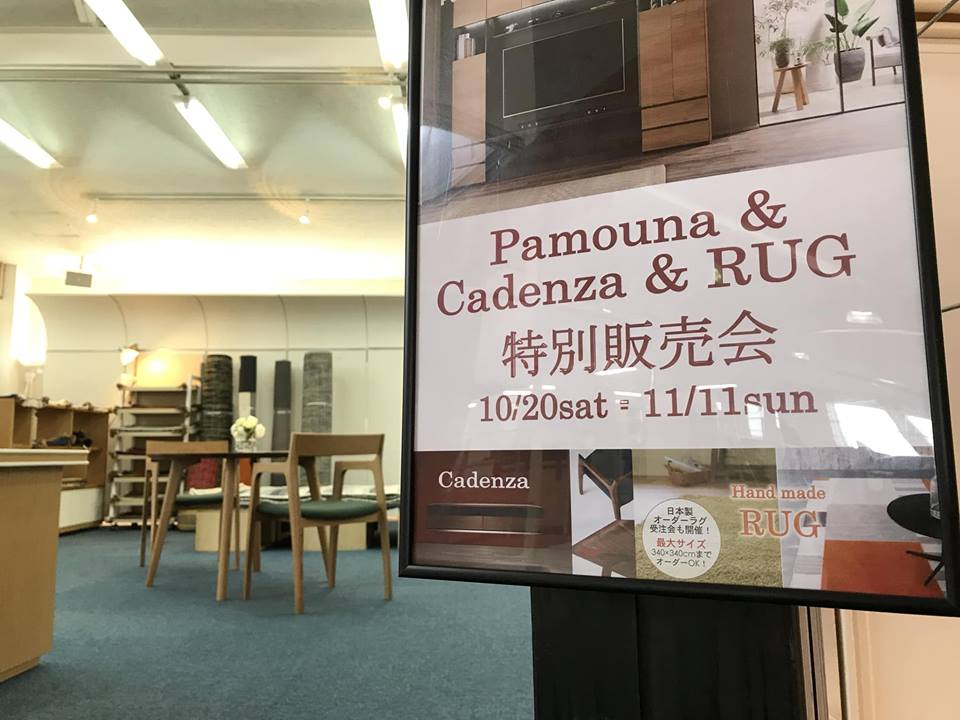 Pamouna &
Cadenza & RUG
特別販売会
10/20sat - 11/11sun
Cadenza
日本製
オーダーラグ
受注会も開催！
最大サイズ
340×340cmまで
オーダーOK！
Hand made
RUG